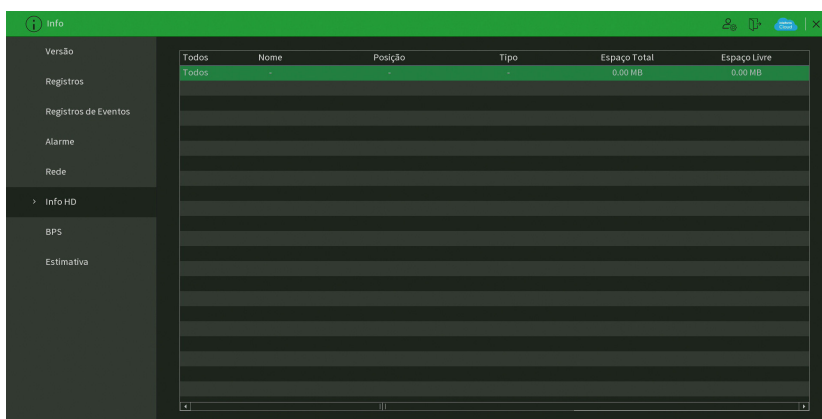 Info
Versão
Registros
Registros de Eventos
Alarme
Rede
Info HD
BPS
Estimativa
Todos Nome Posição Tipo Espaço Total Espaço Livre
Todos - - - 0.00 MB 0.00 MB